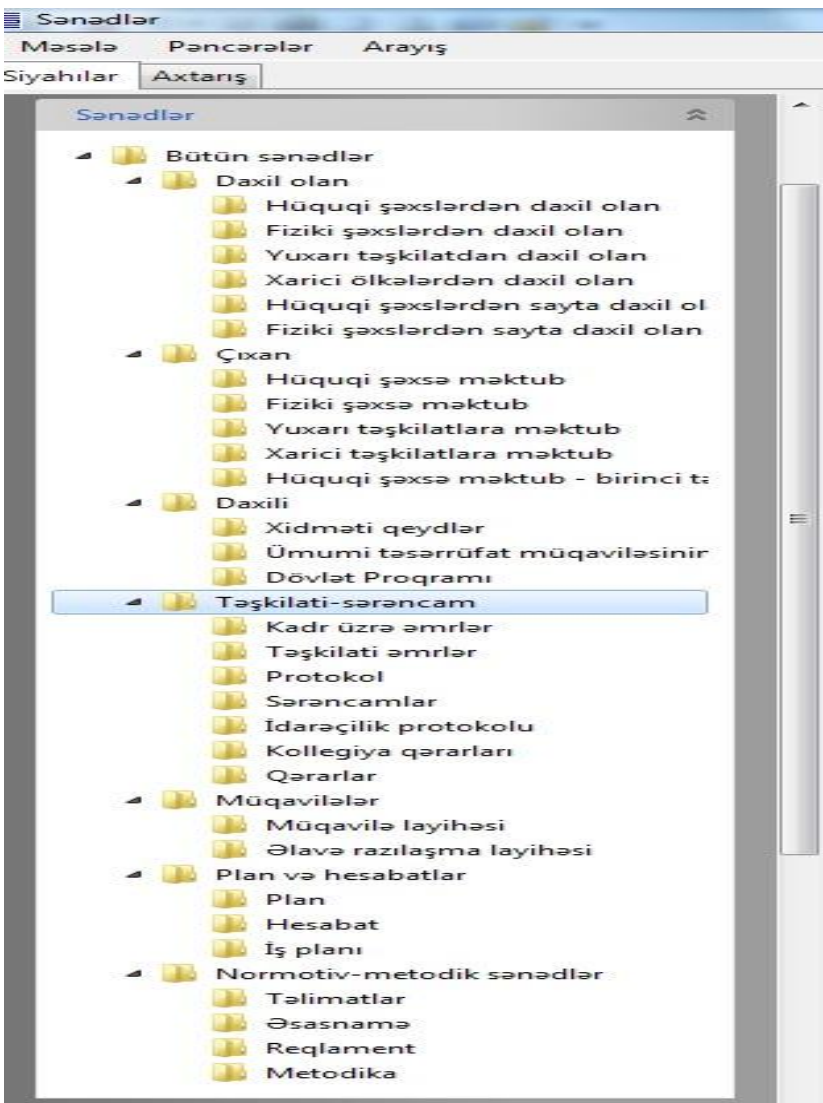 Sənədlər
Məsələ Pəncərələr Arayış
Siyahılar Axtarış
Sənədlər
Bütün sənədlər
Daxil olan
Hüquqi şəxslərdən daxil olan
Fiziki şəxslərdən daxil olan
Yuxarı təşkilatdan daxil olan
Xarici ölkələrdən daxil olan
Hüquqi şəxslərdən sayta daxil ol
Fiziki şəxslərdən sayta daxil olan
Çıxan
Hüquqi şəxsə məktub
Fiziki şəxsə məktub
Yuxarı təşkilatlara məktub
Xarici təşkilatlara məktub
Hüquqi şəxsə məktub - birinci tə
Daxili
Xidməti qeydlər
Ümumi təsərrüfat müqaviləsinin
Dövlət Proqramı
Təşkilati-sərəncam
Kadr üzrə əmrlər
Təşkilati əmrlər
Protokol
Sərəncamlar
İdarəçilik protokolu
Kollegiya qərarları
Qərarlar
Müqavilələr
Müqavilə layihəsi
Əlavə razılaşma layihəsi
Plan və hesabatlar
Plan
Hesabat
İş planı
Normotiv-metodik sənədlər
Təlimatlar
Əsasnamə
Reqlament
Metodika